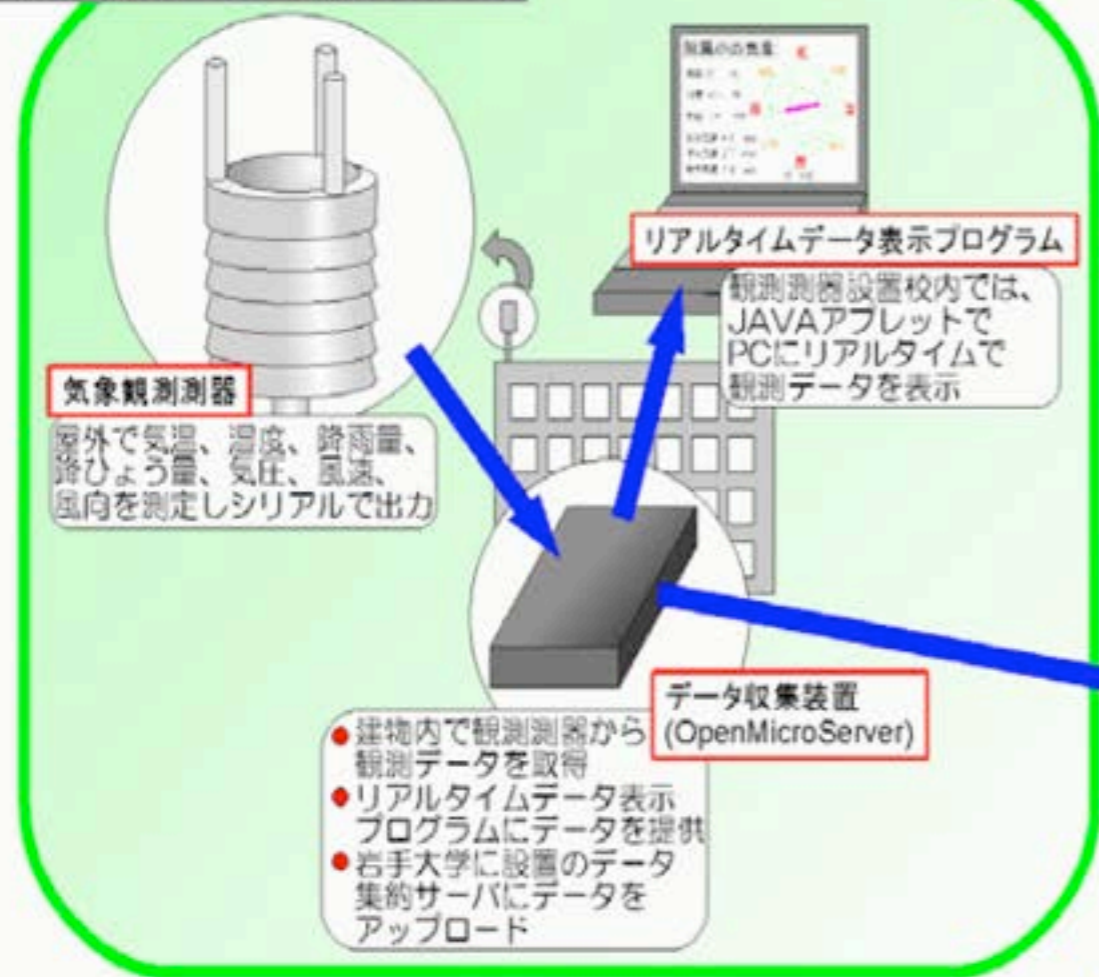 リアルタイムデータ表示プログラム
観測測器設置校内では、
JAVAアプレットで
PCにリアルタイムで
観測データを表示
気象観測測器
屋外で気温、湿度、降雨量、
降ひょう量、気圧、風速、
風向を測定しシリアルで出力
データ収集装置
(OpenMicroServer)
●建物内で観測測器から
観測データを取得
●リアルタイムデータ表示
プログラムにデータを提供
●岩手大学に設置のデータ
集約サーバにデータを
アップロード